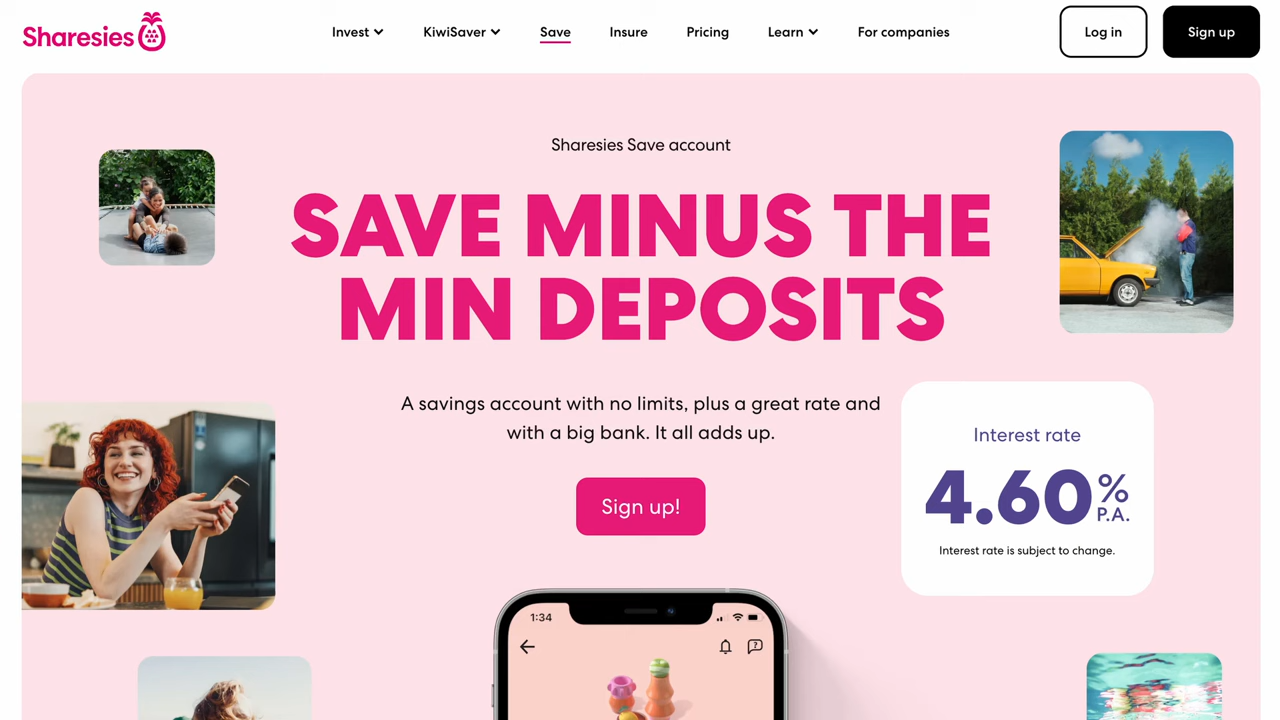 Sharesies
Invest
KiwiSaver
Save
Insure
Pricing
Learn
For companies
Log in
Sign up
Sharesies Save account
SAVE MINUS THE
MIN DEPOSITS
A savings account with no limits, plus a great rate and
with a big bank. It all adds up.
Sign up!
Interest rate
4.60% P.A.
Interest rate is subject to change.
1:34
?